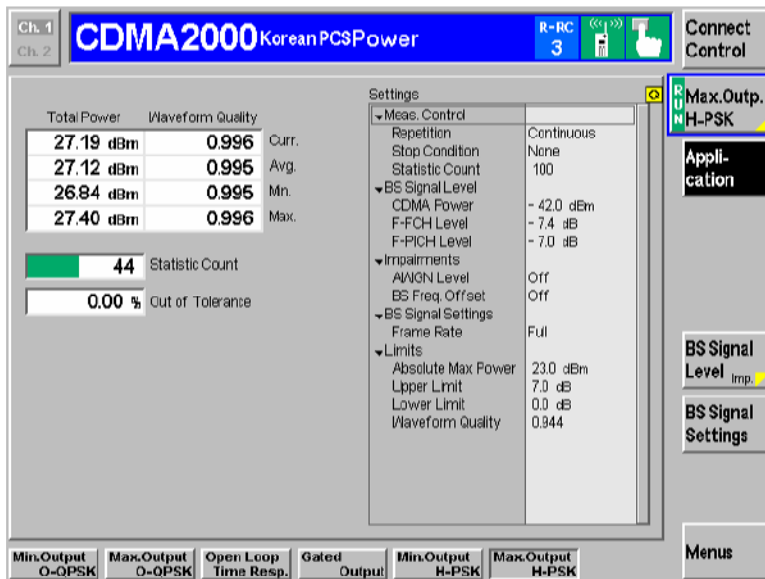 Ch. 1
Ch. 2
CDMA2000 Korean PCS Power
R-RC
3
Connect
Control
RUN
Max.Outp.
H-PSK
Appli-
cation
BS Signal
Level Imp.
BS Signal
Settings
Menus
Total Power Waveform Quality
27.19 dBm 0.996 Curr.
27.12 dBm 0.995 Avg.
26.84 dBm 0.995 Min.
27.40 dBm 0.996 Max.
44 Statistic Count
0.00 % Out of Tolerance
Settings
Meas. Control
Repetition Continuous
Stop Condition None
Statistic Count 100
BS Signal Level
CDMA Power - 42.0 dBm
F-FCH Level - 7.4 dB
F-PICH Level - 7.0 dB
Impairments
AWGN Level Off
BS Freq. Offset Off
BS Signal Settings
Frame Rate Full
Limits
Absolute Max Power 23.0 dBm
Upper Limit 7.0 dB
Lower Limit 0.0 dB
Waveform Quality 0.944
Min.Output
O-QPSK
Max.Output
O-QPSK
Open Loop
Time Resp.
Gated
Output
Min.Output
H-PSK
Max.Output
H-PSK